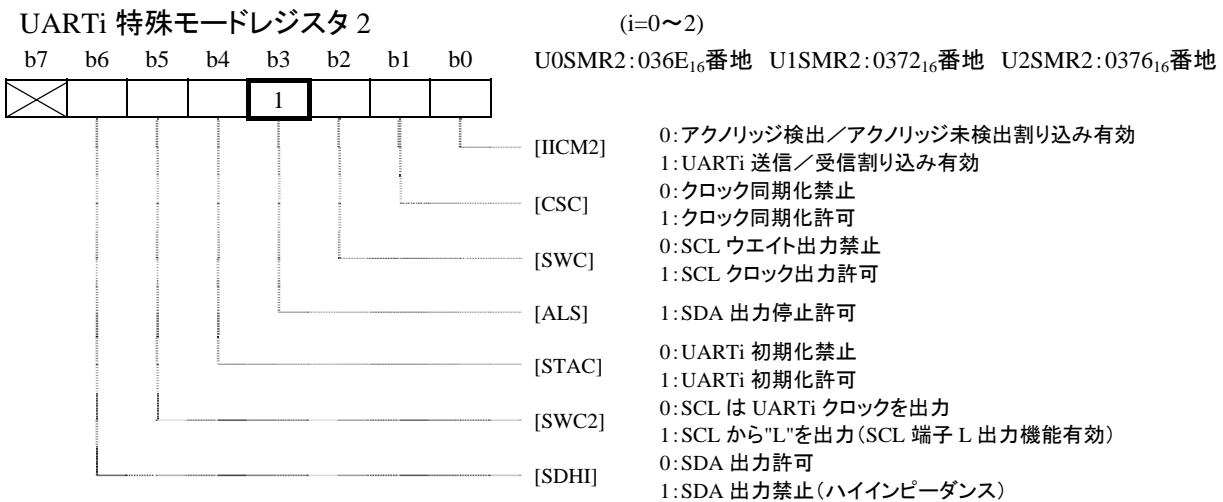 UARTi 特殊モードレジスタ 2 (i=0～2)
b7 b6 b5 b4 b3 b2 b1 b0 U0SMR2：036E16番地 U1SMR2：037216番地 U2SMR2：037616番地
1
[IICM2] 0：アクノリッジ検出／アクノリッジ未検出割り込み有効
1：UARTi 送信／受信割り込み有効
[CSC] 0：クロック同期化禁止
1：クロック同期化許可
[SWC] 0：SCL ウエイト出力禁止
1：SCL クロック出力許可
[ALS] 1：SDA 出力停止許可
[STAC] 0：UARTi 初期化禁止
1：UARTi 初期化許可
[SWC2] 0：SCL は UARTi クロックを出力
1：SCL から"L"を出力（SCL 端子 L 出力機能有効）
[SDHI] 0：SDA 出力許可
1：SDA 出力禁止（ハイインピーダンス）